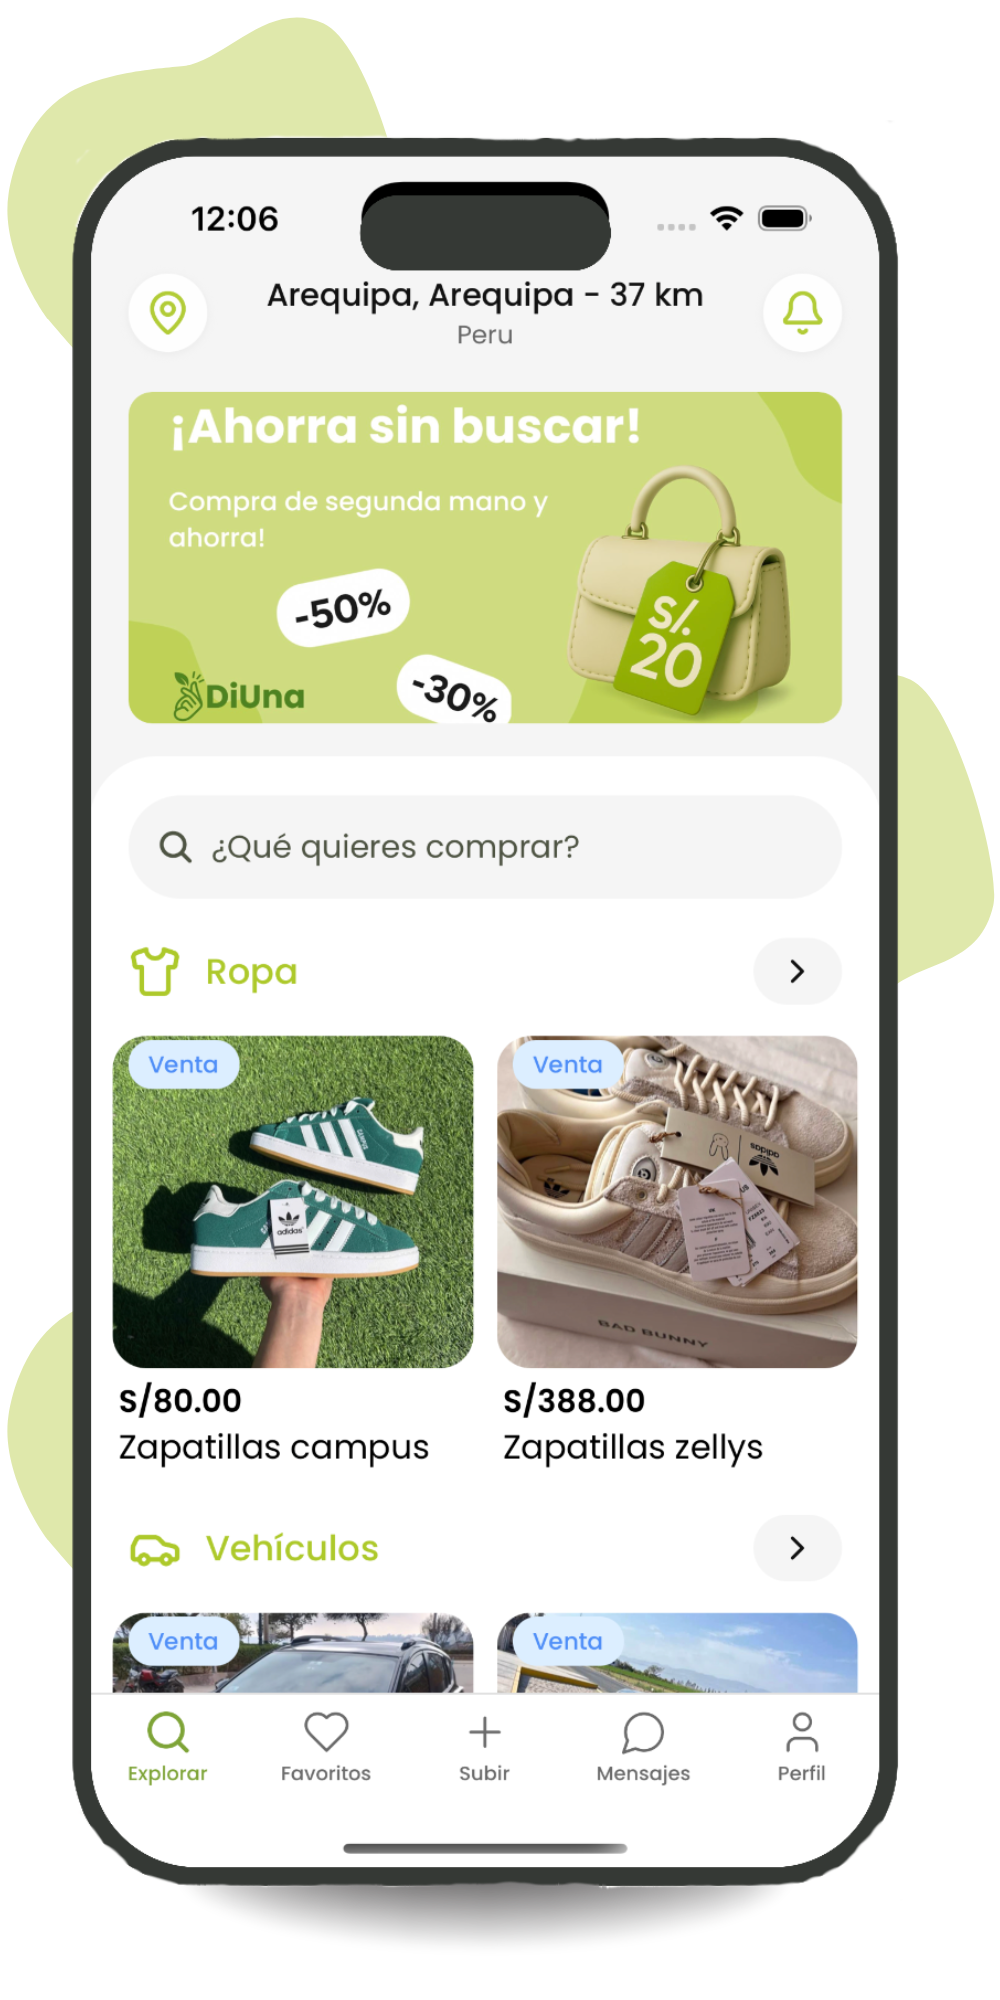 12:06
Arequipa, Arequipa - 37 km
Peru
¡Ahorra sin buscar!
Compra de segunda mano y
ahorra!
-50%
-30%
S/.
20
DiUna
¿Qué quieres comprar?
Ropa
Venta
Venta
adidas
adidas
BAD BUNNY
S/80.00
S/388.00
Zapatillas campus
Zapatillas zellys
Vehículos
Venta
Venta
Explorar
Favoritos
Subir
Mensajes
Perfil